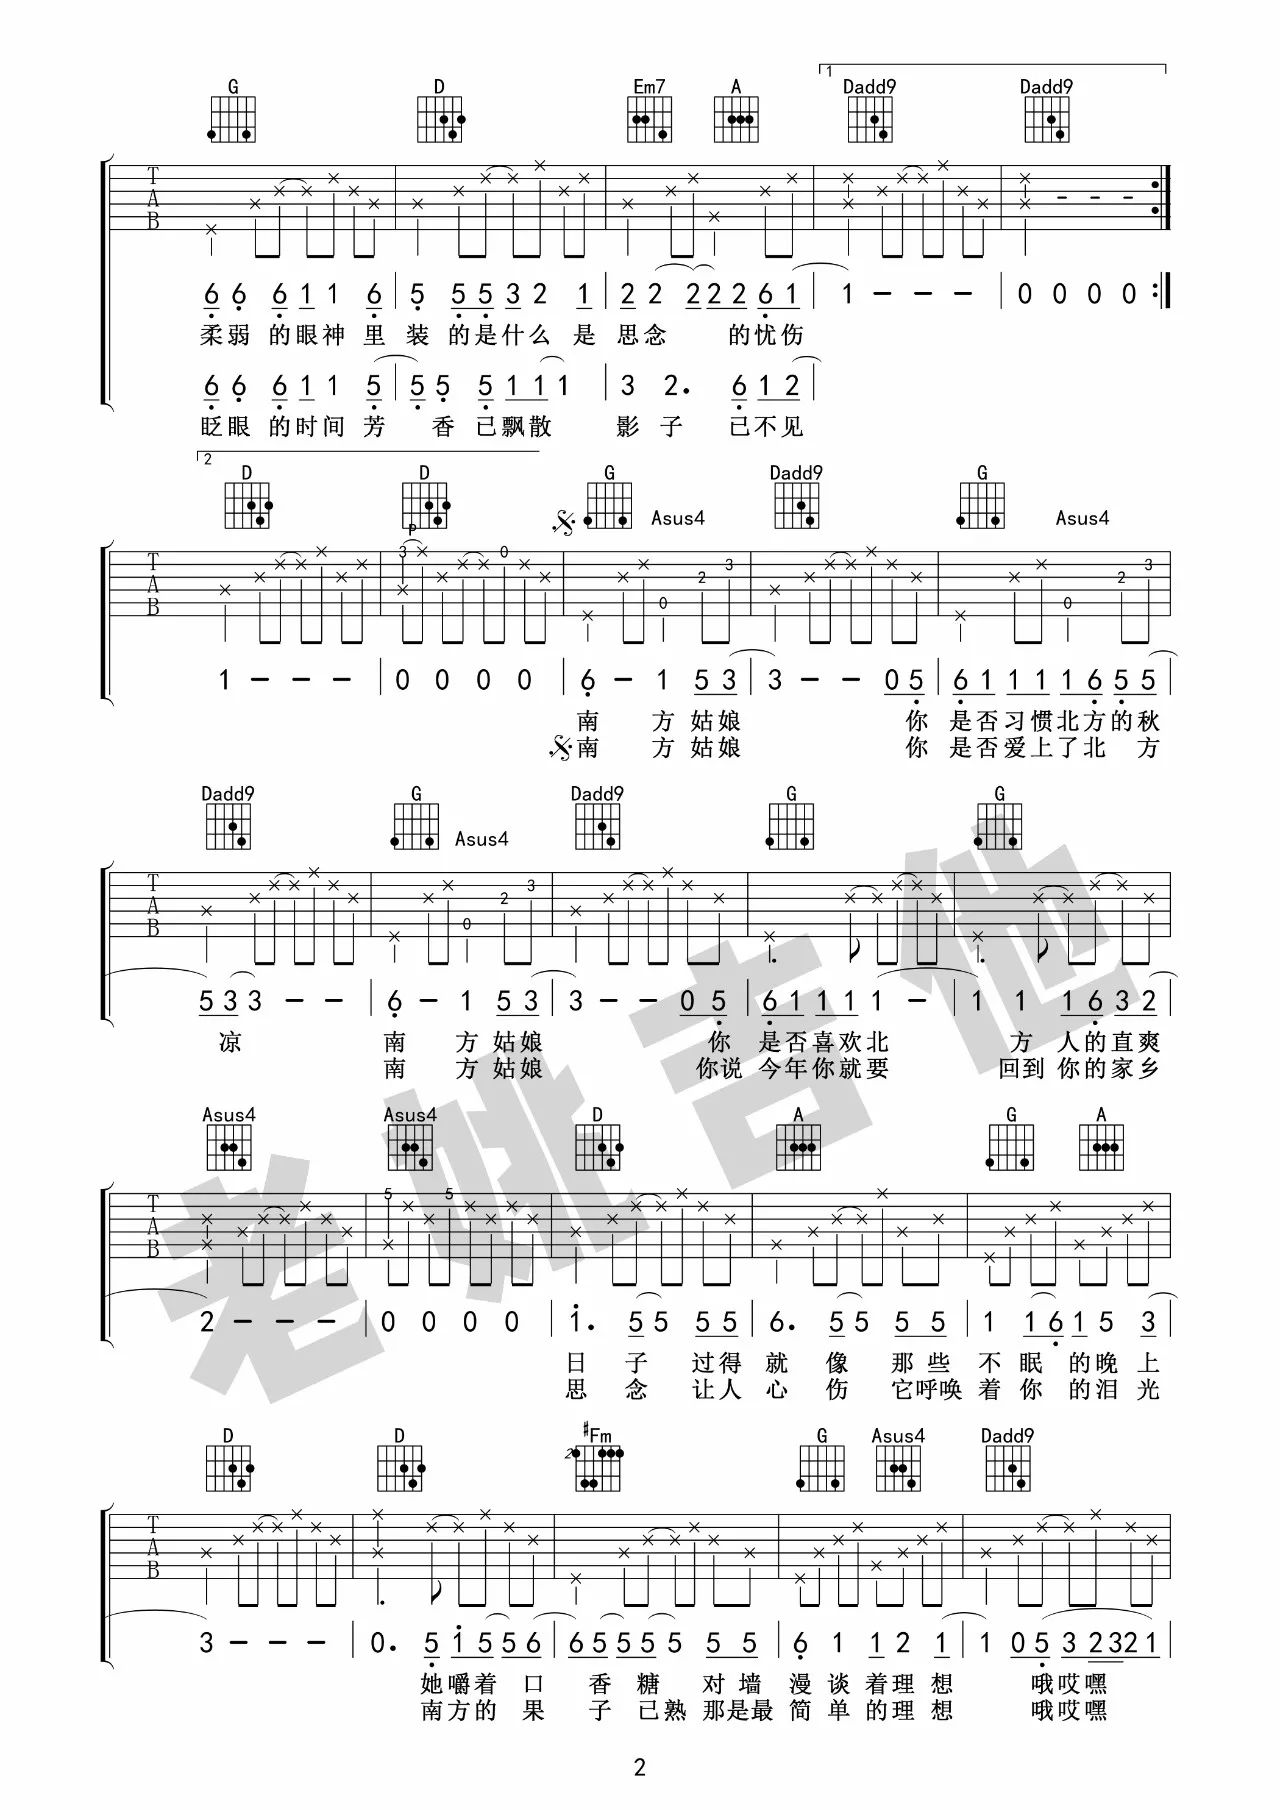 1
G D Em7 A Dadd9 Dadd9
T
A
B
6 6 6 1 1 6 | 5 5 5 3 2 1 | 2 2 2 2 2 6 1 | 1 - - - | 0 0 0 0 :|
柔弱 的眼神 里 装 的是什么 是 思念 的忧伤
6 6 6 1 1 5 | 5 5 5 1 1 1 | 3 2. 6 1 2 |
眨眼 的时间 芳 香 已飘散 影 子 已不见
2
D D G Asus4 Dadd9 G Asus4
P
T 3 0 3 3
A 2 2
B 0 0
1 - - - | 0 0 0 0 | 6 - 1 5 3 | 3 - - 0 5 | 6 1 1 1 1 6 5 5
南 方 姑娘 你 是否习惯北方的秋
南 方 姑娘 你 是否爱上了北 方
Dadd9 G Asus4 Dadd9 G G
T 3
A 2
B 0
5 3 3 - - | 6 - 1 5 3 | 3 - - 0 5 | 6 1 1 1 1 - | 1 1 1 6 3 2
凉 南 方 姑娘 你 是否喜欢北 方 人的直爽
南 方 姑娘 你说 今年你就要 回到 你的家乡
Asus4 Asus4 D A G A
T 5 5
A
B
2 - - - | 0 0 0 0 | 1. 5 5 5 5 | 6. 5 5 5 5 | 1 1 6 1 5 3
日 子 过得 就 像 那些 不 眠 的晚上
思 念 让人 心 伤 它呼唤 着 你 的泪光
D D #Fm G Asus4 Dadd9
2
T
A
B
3 - - - | 0. 5 1 5 5 6 | 6 5 5 5 5 5 5 | 6 1 1 2 1 | 1 0 5 3 2 3 2 1
她嚼着 口 香 糖 对墙 漫 谈 着理想 哦哎嘿
南方的 果 子 已熟 那是最 简 单 的理想 哦哎嘿
老姚吉他
2